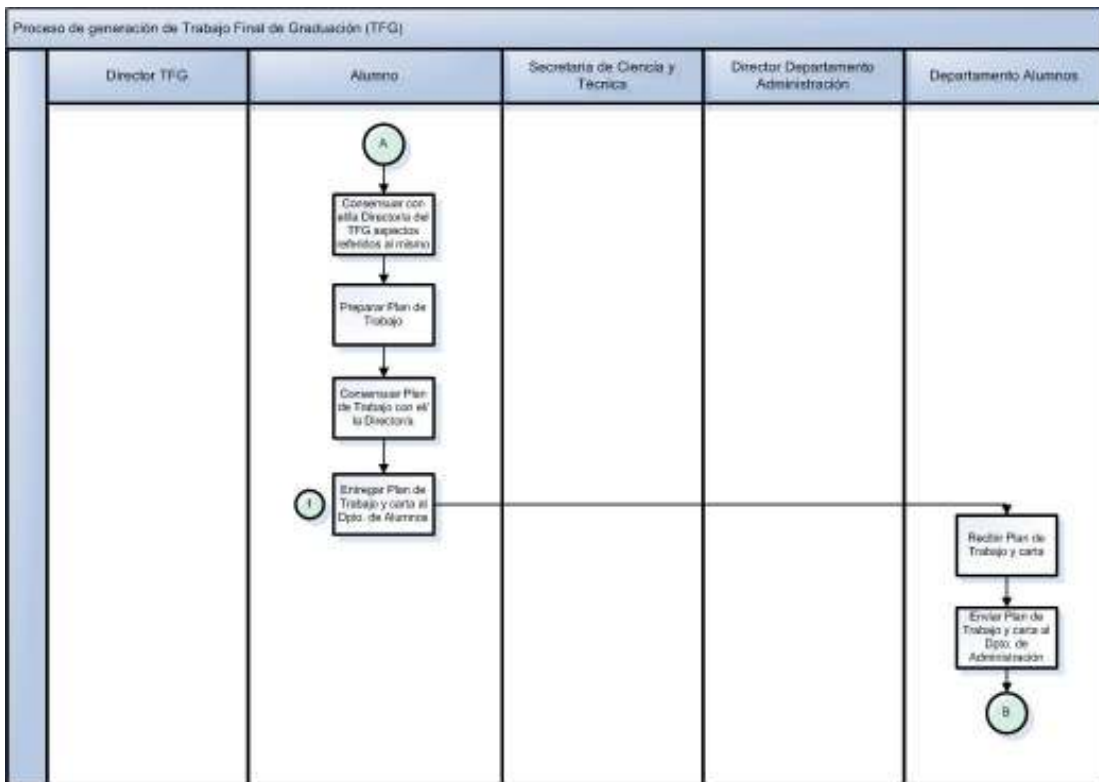 Proceso de generación de Trabajo Final de Graduación (TFG)
Director TFG
Alumno
Secretaria de Ciencia y
Técnica
Director Departamento
Administración
Departamento Alumnos
A
Consensuar con
el/la Director/a del
TFG aspectos
referidos al mismo
Preparar Plan de
Trabajo
Consensuar Plan
de Trabajo con el/
la Director/a
1
Entregar Plan de
Trabajo y carta al
Dpto. de Alumnos
Recibir Plan de
Trabajo y carta
Enviar Plan de
Trabajo y carta al
Dpto. de
Administración
B